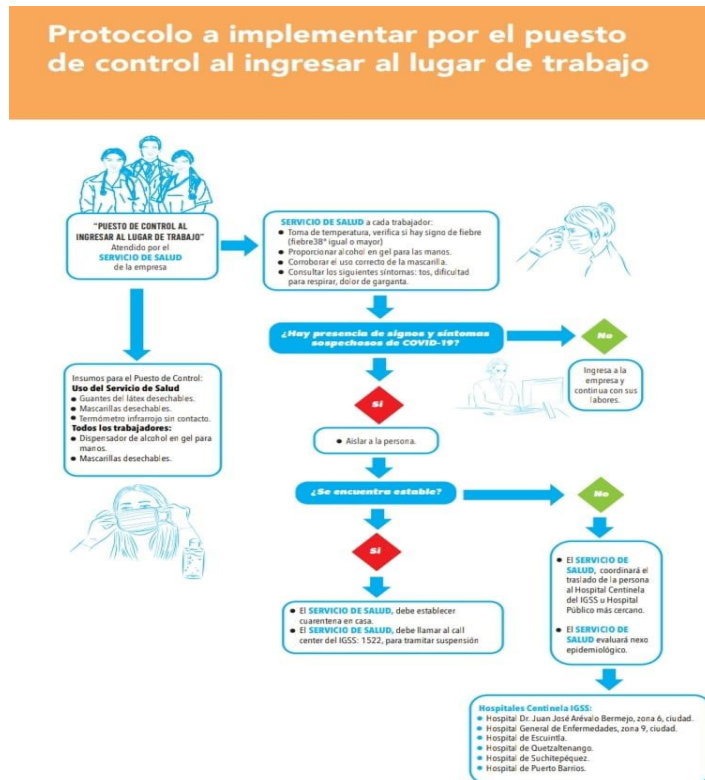 Protocolo a implementar por el puesto
de control al ingresar al lugar de trabajo
"PUESTO DE CONTROL AL
INGRESAR AL LUGAR DE TRABAJO"
Atendido por el
SERVICIO DE SALUD
de la empresa
SERVICIO DE SALUD a cada trabajador:
• Toma de temperatura, verifica si hay signo de fiebre
(fiebre38° igual o mayor)
• Proporcionar alcohol en gel para las manos.
• Corroborar el uso correcto de la mascarilla.
• Consultar los siguientes síntomas: tos, dificultad
para respirar, dolor de garganta.
¿Hay presencia de signos y síntomas
sospechosos de COVID-19?
No
Ingresa a la
empresa y
continua con sus
labores.
Insumos para el Puesto de Control:
Uso del Servicio de Salud
• Guantes del látex desechables.
• Mascarillas desechables.
• Termómetro infrarrojo sin contacto.
Todos los trabajadores:
• Dispensador de alcohol en gel para
manos.
• Mascarillas desechables.
Si
• Aislar a la persona.
¿Se encuentra estable?
No
Si
• El SERVICIO DE SALUD, debe establecer
cuarentena en casa.
• El SERVICIO DE SALUD, debe llamar al call
center del IGSS: 1522, para tramitar suspensión
• El SERVICIO DE
SALUD, coordinará el
traslado de la persona
al Hospital Centinela
del IGSS u Hospital
Público más cercano.
• El SERVICIO DE
SALUD evaluará nexo
epidemiológico.
Hospitales Centinela IGSS:
• Hospital Dr. Juan José Arévalo Bermejo, zona 6, ciudad.
• Hospital General de Enfermedades, zona 9, ciudad.
• Hospital de Escuintla.
• Hospital de Quetzaltenango.
• Hospital de Suchitepéquez.
• Hospital de Puerto Barrios.